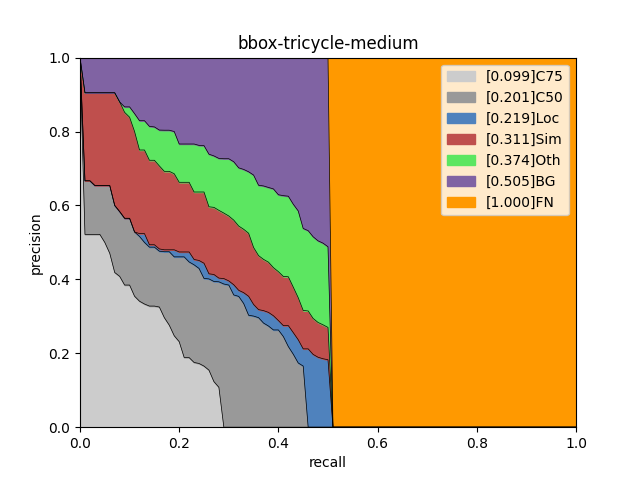 bbox-tricycle-medium
1.0
0.8
0.6
0.4
0.2
0.0
precision
[0.099]C75
[0.201]C50
[0.219]Loc
[0.311]Sim
[0.374]Oth
[0.505]BG
[1.000]FN
0.0 0.2 0.4 0.6 0.8 1.0
recall